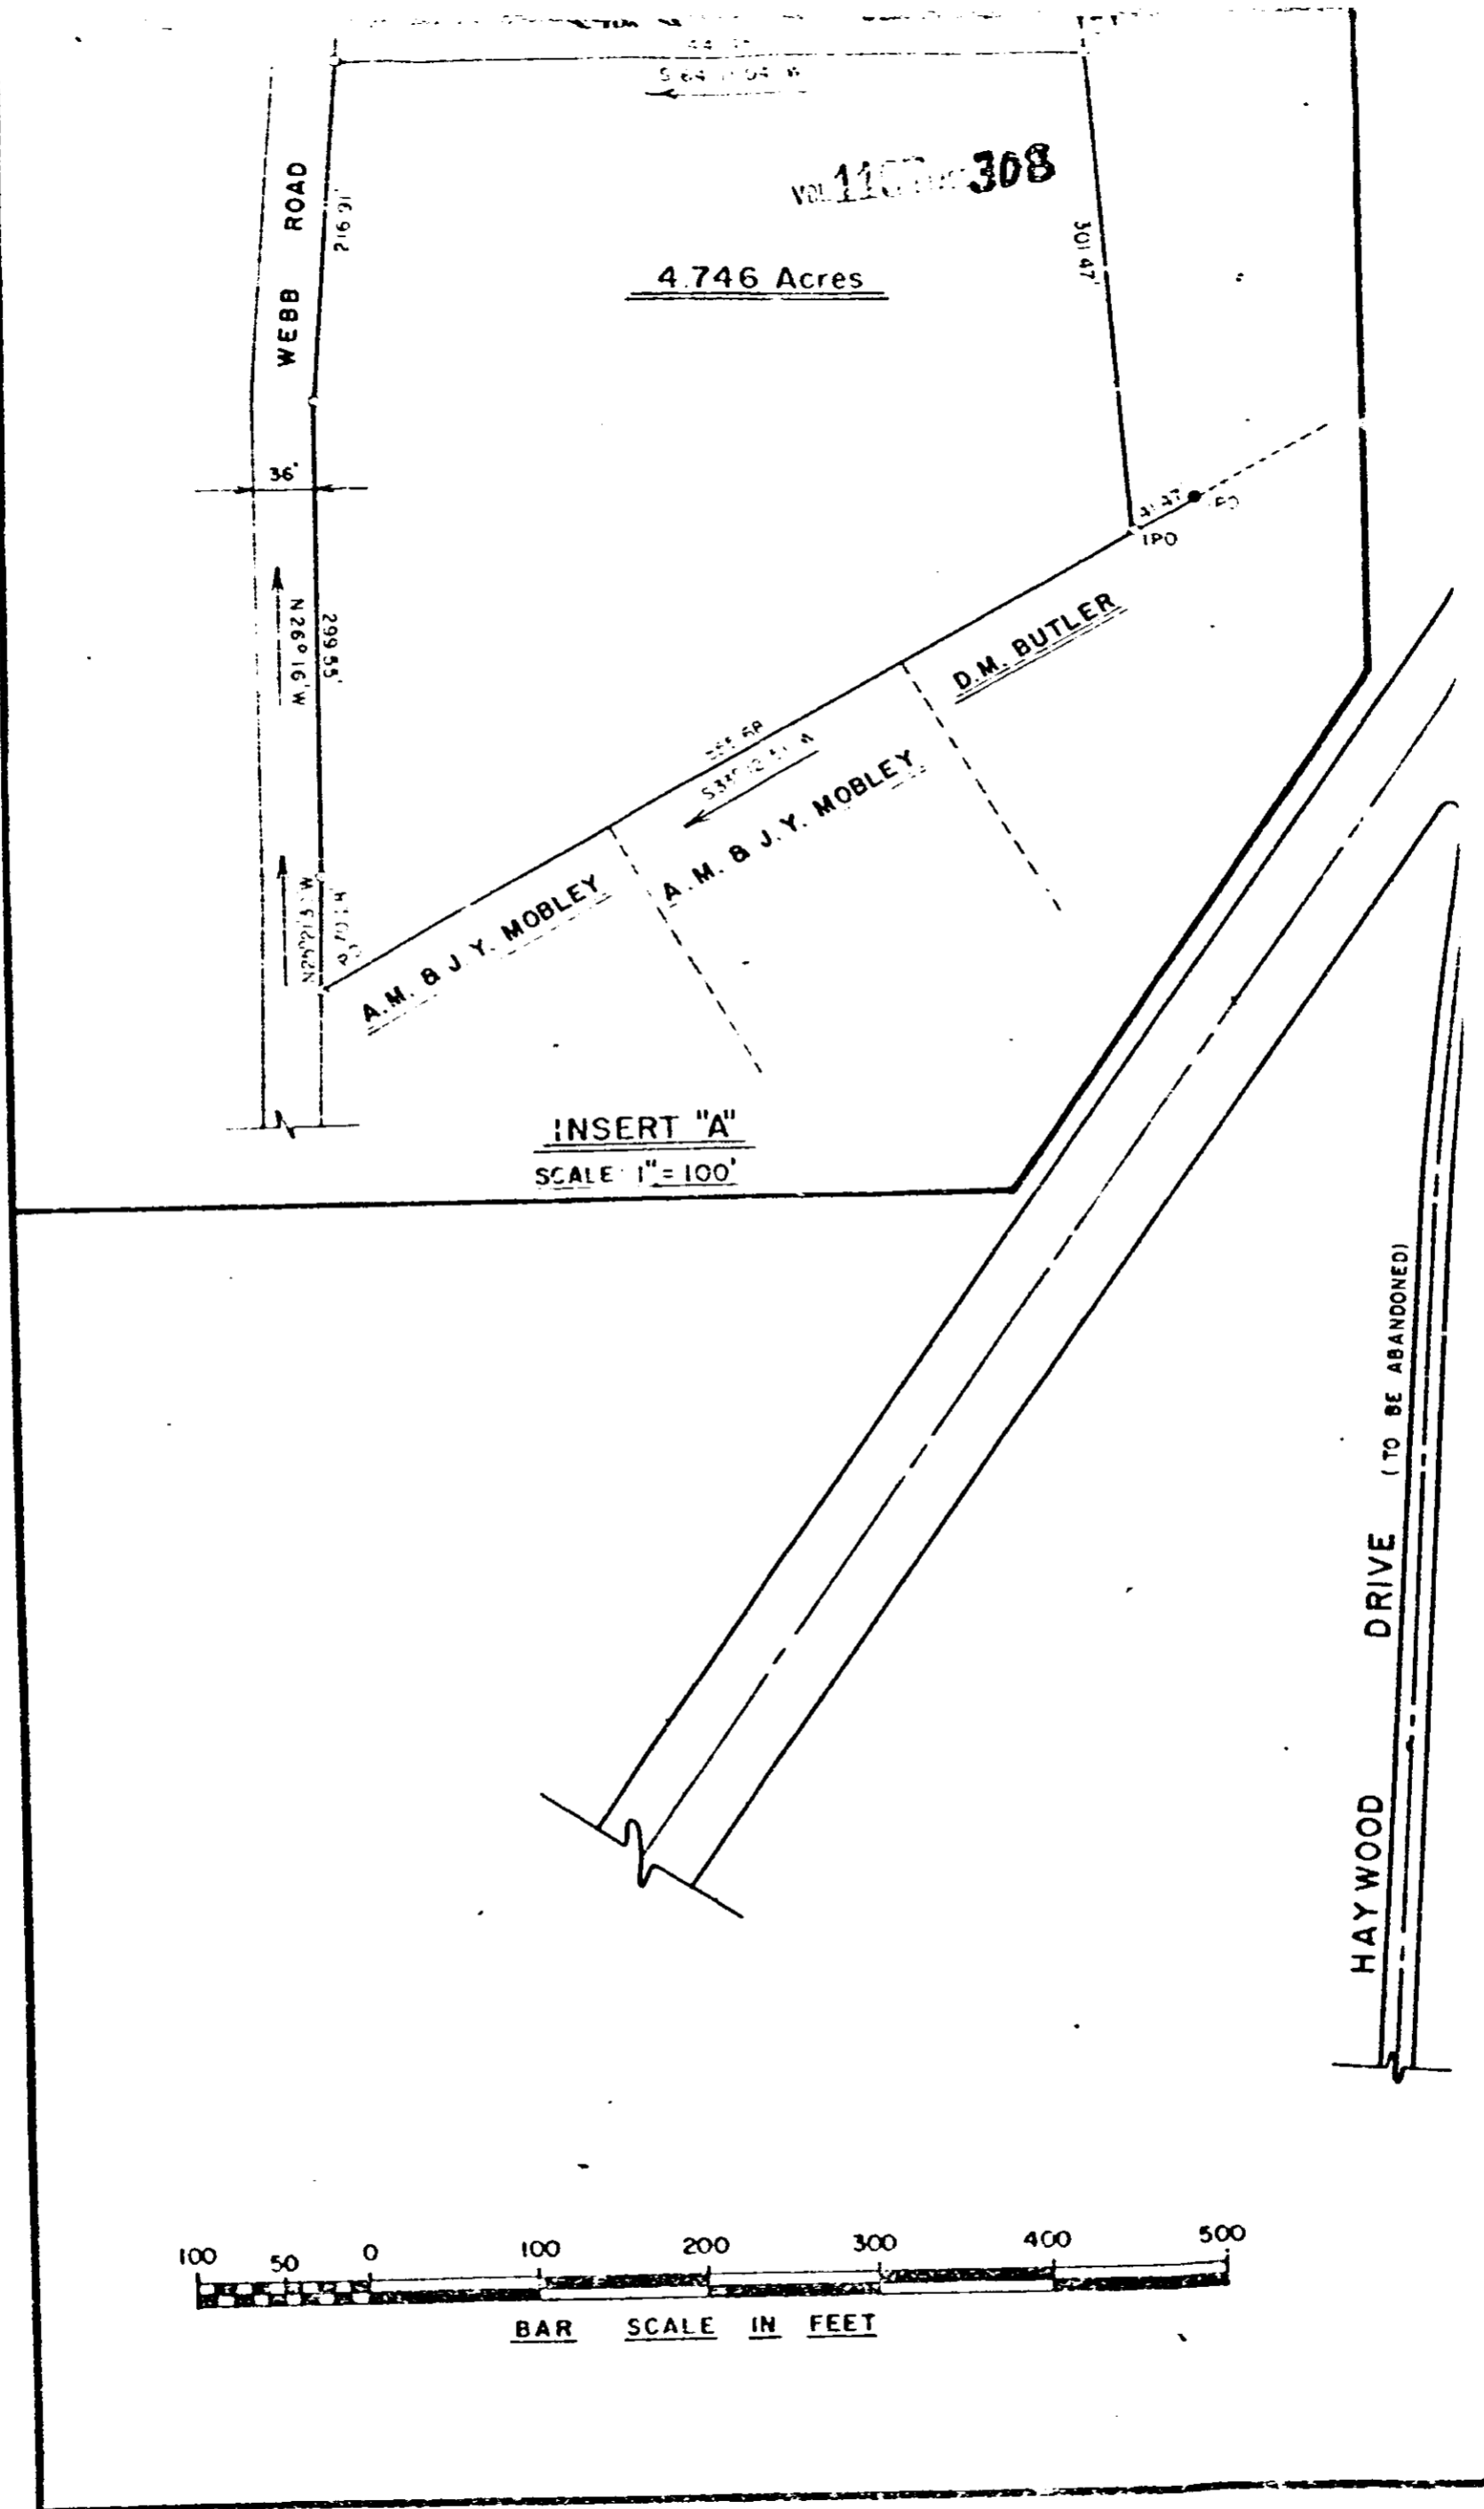 VOL 308
4.746 Acres
WEBB ROAD
216.91'
301.47'
36'
IPO
N 26° 16' W
299.55'
D.M. BUTLER
A.M. & J.Y. MOBLEY
A.M. & J.Y. MOBLEY
INSERT "A"
SCALE: 1" = 100'
HAYWOOD DRIVE (TO BE ABANDONED)
100 50 0 100 200 300 400 500
BAR SCALE IN FEET